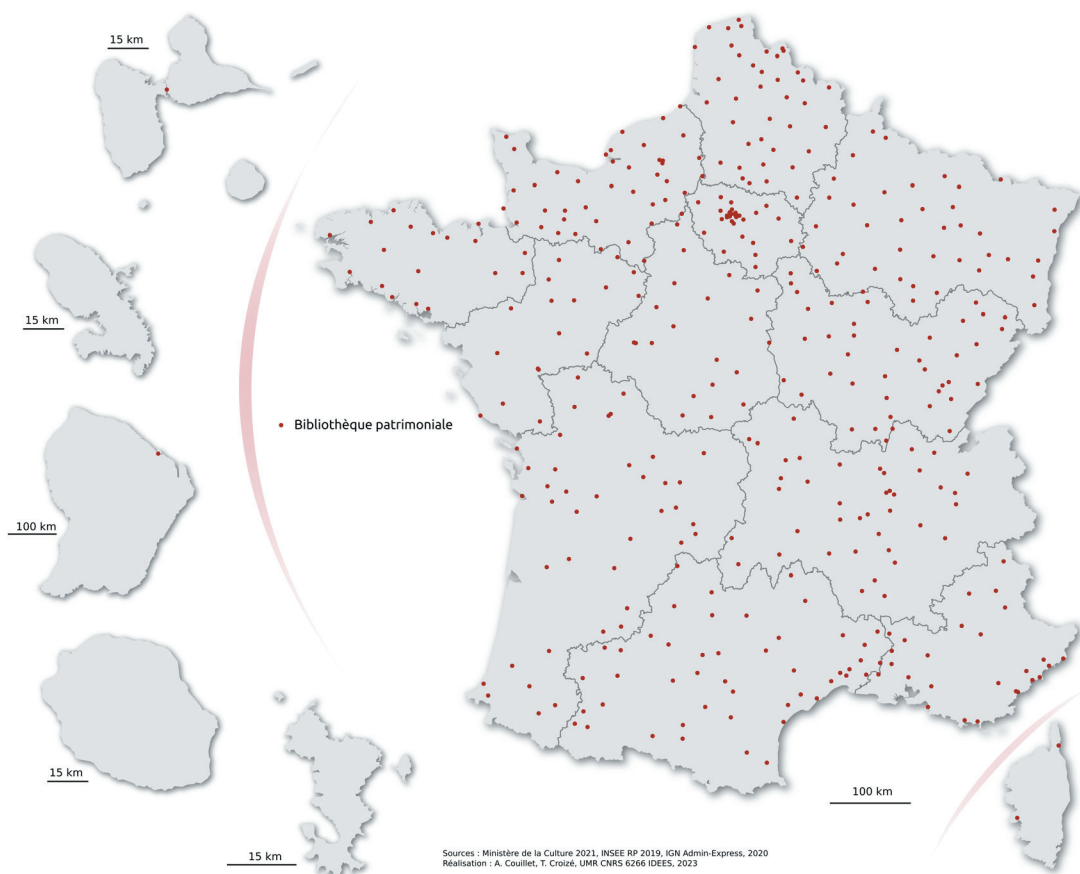 15 km
15 km
Bibliothèque patrimoniale
100 km
15 km
100 km
15 km
Sources : Ministère de la Culture 2021, INSEE RP 2019, IGN Admin-Express, 2020
Réalisation : A. Couillet, T. Croizé, UMR CNRS 6266 IDEES, 2023